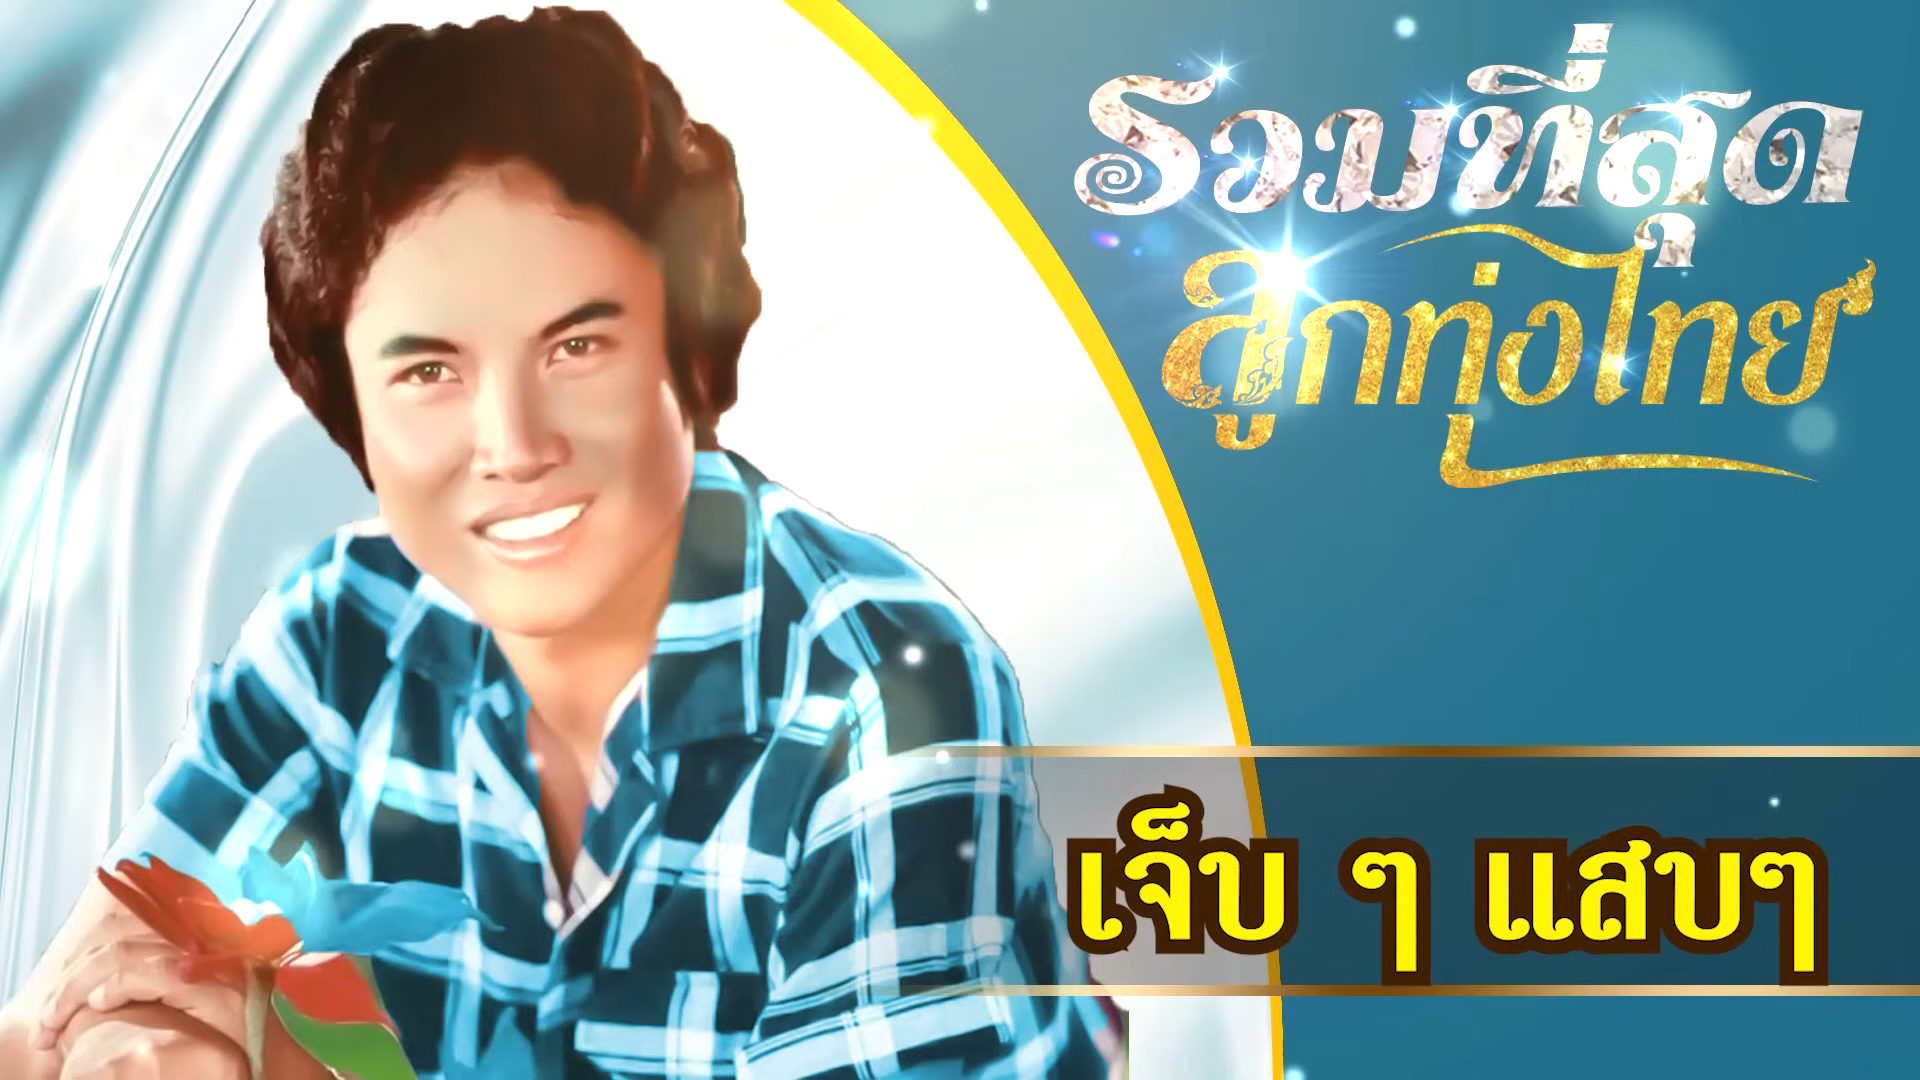 รวมที่สุด
ลูกทุ่งไทย
เจ็บ ๆ แสบๆ